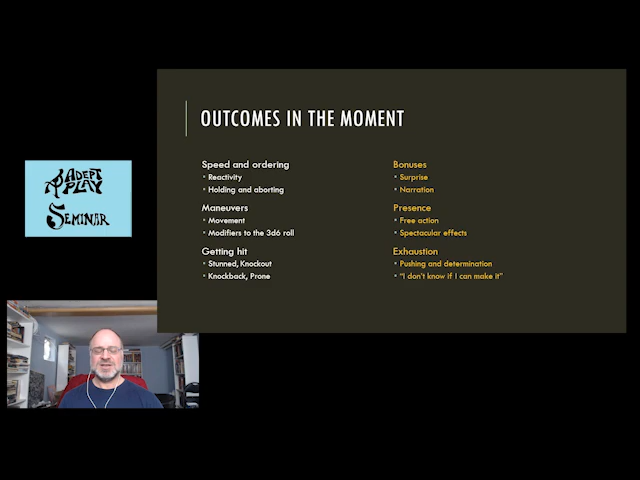 ADEPT
PLAY
SEMINAR
OUTCOMES IN THE MOMENT
Speed and ordering
Reactivity
Holding and aborting
Maneuvers
Movement
Modifiers to the 3d6 roll
Getting hit
Stunned, Knockout
Knockback, Prone
Bonuses
Surprise
Narration
Presence
Free action
Spectacular effects
Exhaustion
Pushing and determination
"I don't know if I can make it"